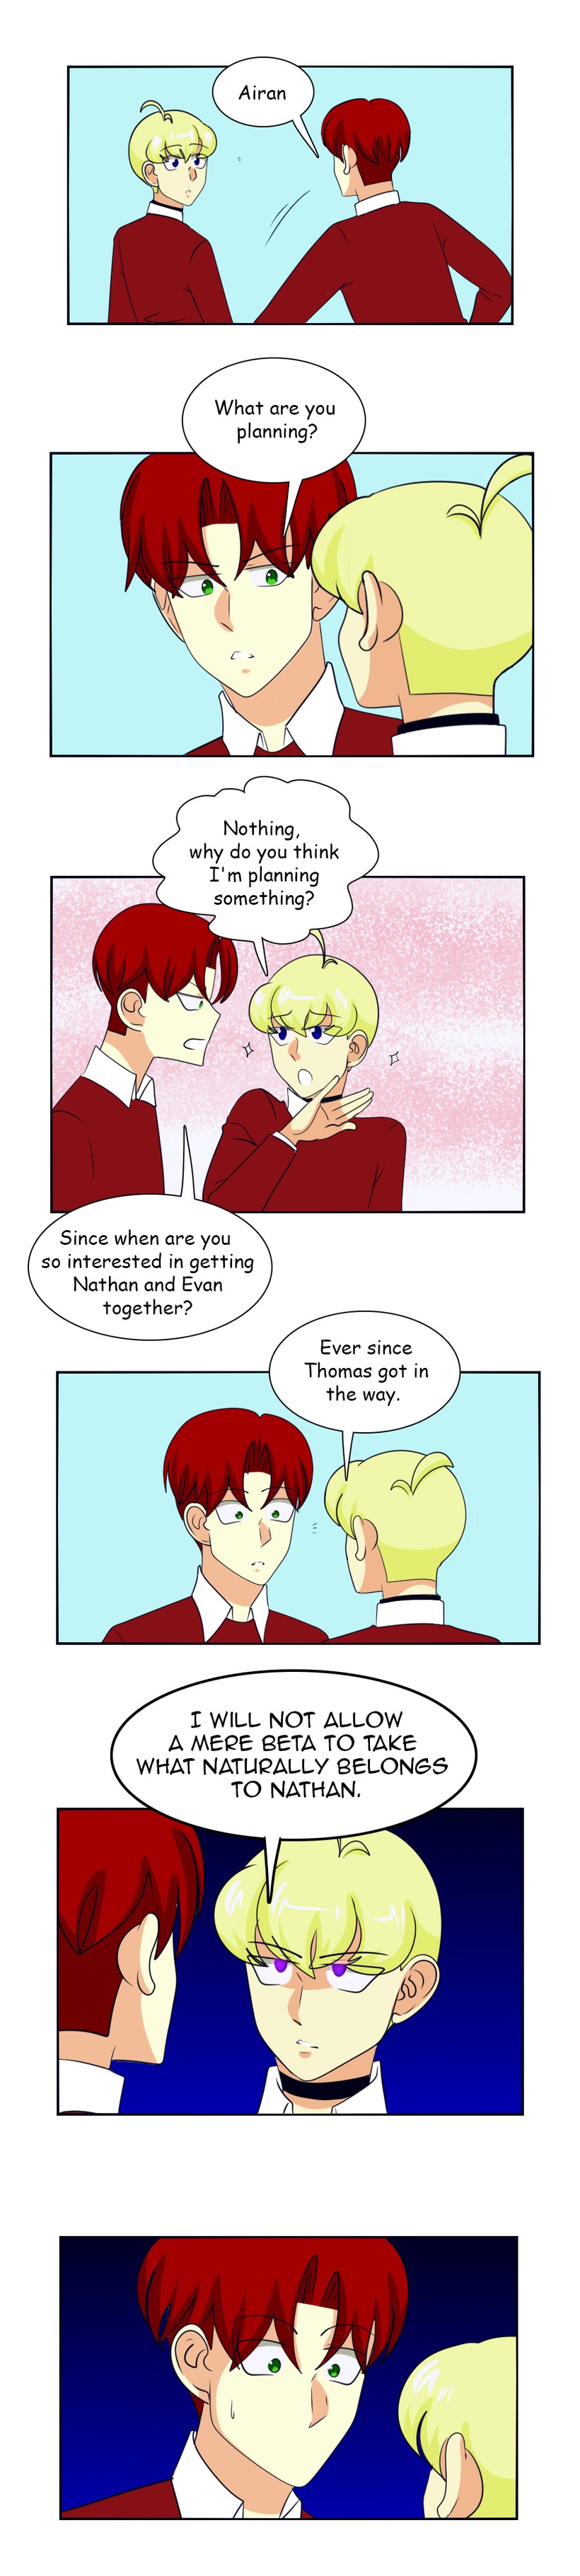 Airan
What are you
planning?
Nothing,
why do you think
I'm planning
something?
Since when are you
so interested in getting
Nathan and Evan
together?
Ever since
Thomas got in
the way.
I WILL NOT ALLOW
A MERE BETA TO TAKE
WHAT NATURALLY BELONGS
TO NATHAN.